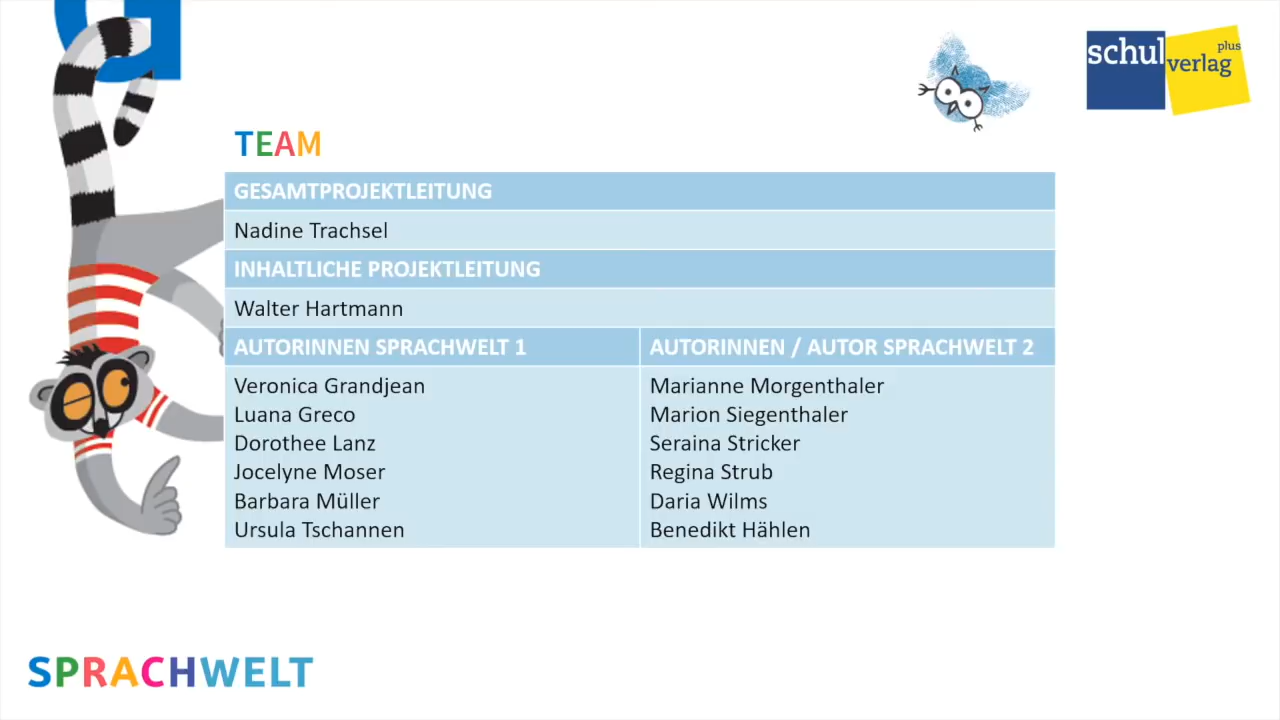 schul
plus
verlag
TEAM
GESAMTPROJEKTLEITUNG
Nadine Trachsel
INHALTLICHE PROJEKTLEITUNG
Walter Hartmann
AUTORINNEN SPRACHWELT 1
Veronica Grandjean
Luana Greco
Dorothee Lanz
Jocelyne Moser
Barbara Müller
Ursula Tschannen
AUTORINNEN / AUTOR SPRACHWELT 2
Marianne Morgenthaler
Marion Siegenthaler
Seraina Stricker
Regina Strub
Daria Wilms
Benedikt Hählen
SPRACHWELT